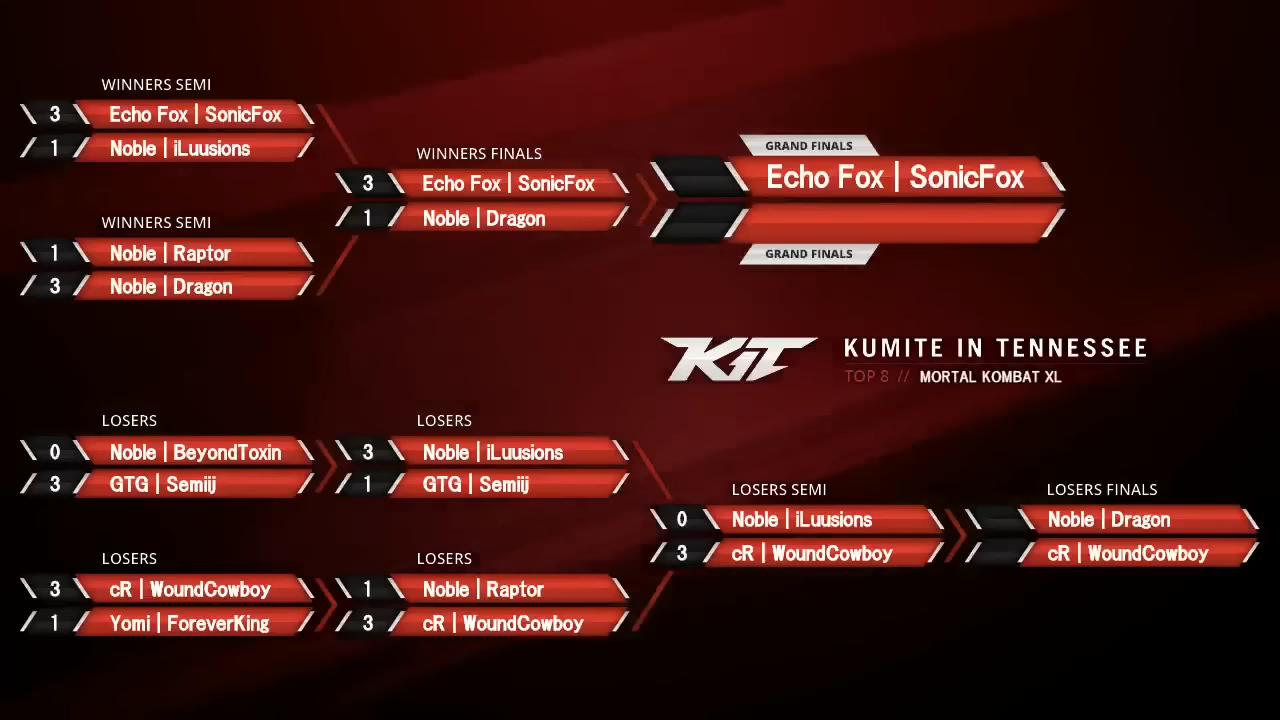 WINNERS SEMI
3 Echo Fox | SonicFox
1 Noble | iLuusions
WINNERS SEMI
1 Noble | Raptor
3 Noble | Dragon
WINNERS FINALS
3 Echo Fox | SonicFox
1 Noble | Dragon
GRAND FINALS
Echo Fox | SonicFox
GRAND FINALS
KiT
KUMITE IN TENNESSEE
TOP 8 // MORTAL KOMBAT XL
LOSERS
0 Noble | BeyondToxin
3 GTG | Semiij
LOSERS
3 cR | WoundCowboy
1 Yomi | ForeverKing
LOSERS
3 Noble | iLuusions
1 GTG | Semiij
LOSERS
1 Noble | Raptor
3 cR | WoundCowboy
LOSERS SEMI
0 Noble | iLuusions
3 cR | WoundCowboy
LOSERS FINALS
Noble | Dragon
cR | WoundCowboy